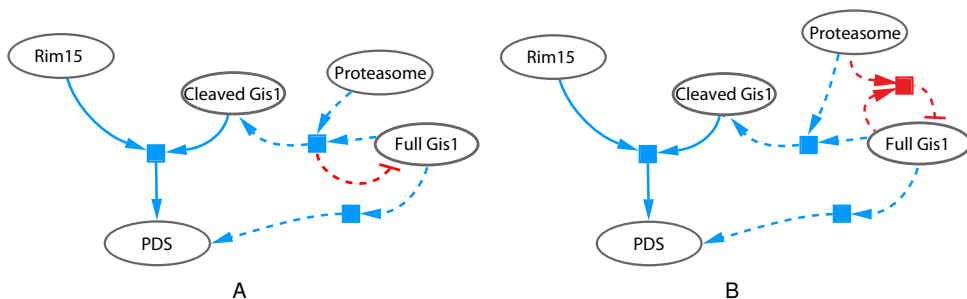 Rim15
Cleaved Gis1
Proteasome
Full Gis1
PDS
A
Rim15
Cleaved Gis1
Proteasome
Full Gis1
PDS
B